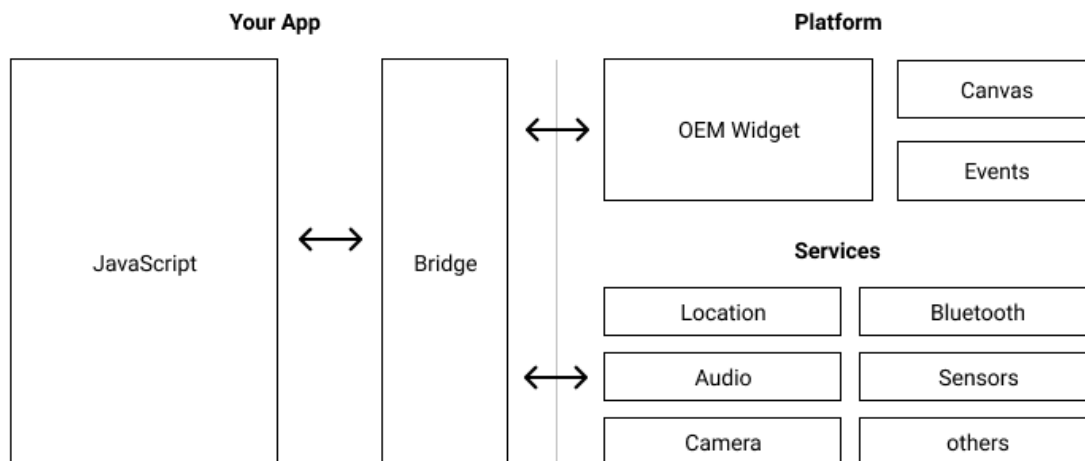 Your App
Platform
JavaScript
Bridge
OEM Widget
Canvas
Events
Services
Location
Bluetooth
Audio
Sensors
Camera
others